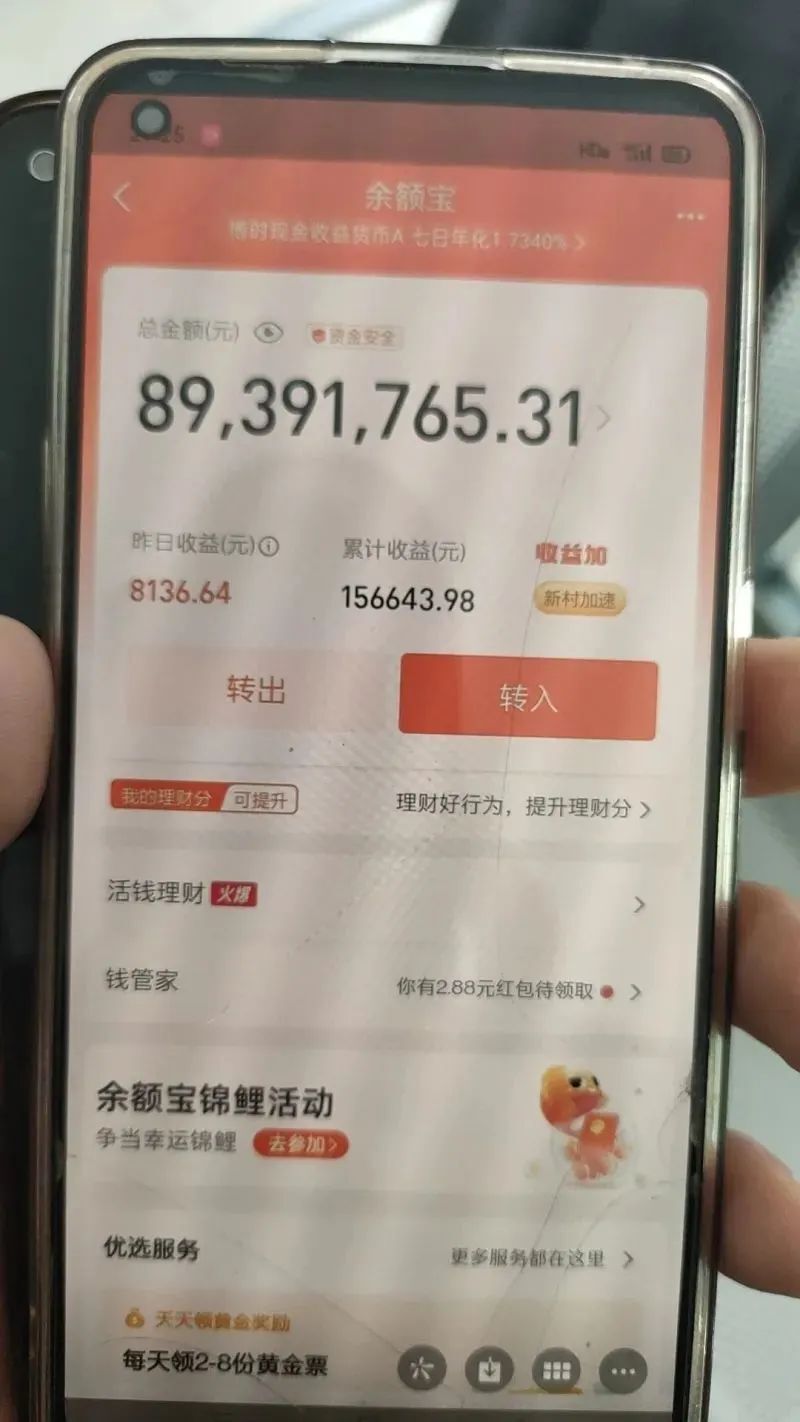 余额宝
博时现金收益货币A 七日年化1.7340% >
总金额(元) 资金安全
89,391,765.31 >
昨日收益(元) 累计收益(元) 收益加
8136.64 156643.98 新村加速
转出 转入
我的理财分 可提升 理财好行为，提升理财分 >
活钱理财 火爆 >
钱管家 你有2.88元红包待领取 >
余额宝锦鲤活动
争当幸运锦鲤 去参加>
优选服务 更多服务都在这里 >
天天领黄金奖励
每天领2-8份黄金票